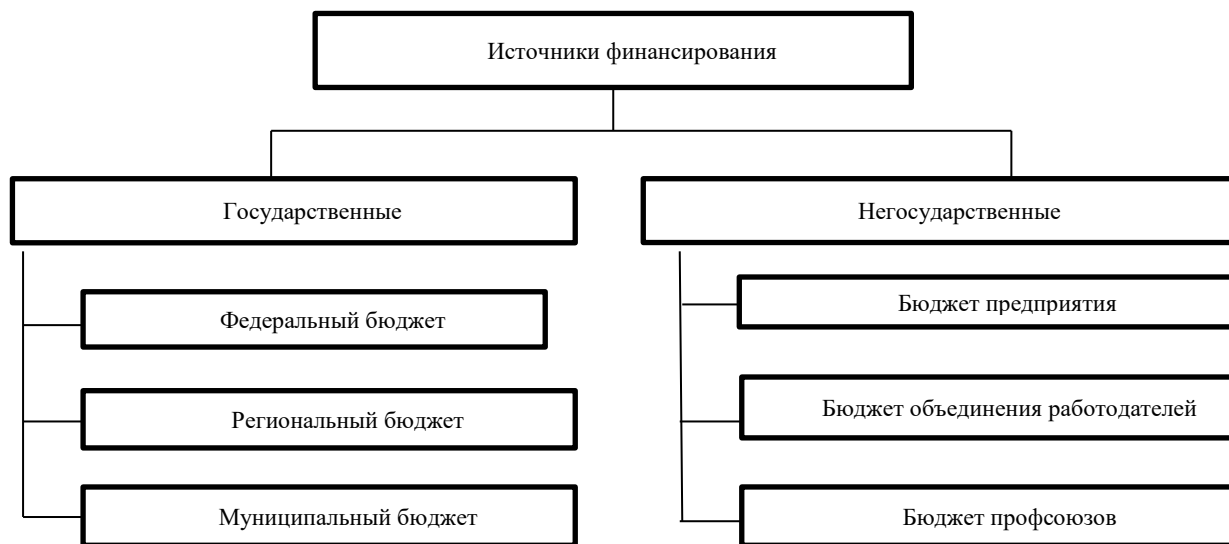 Источники финансирования
Государственные
Федеральный бюджет
Региональный бюджет
Муниципальный бюджет
Негосударственные
Бюджет предприятия
Бюджет объединения работодателей
Бюджет профсоюзов